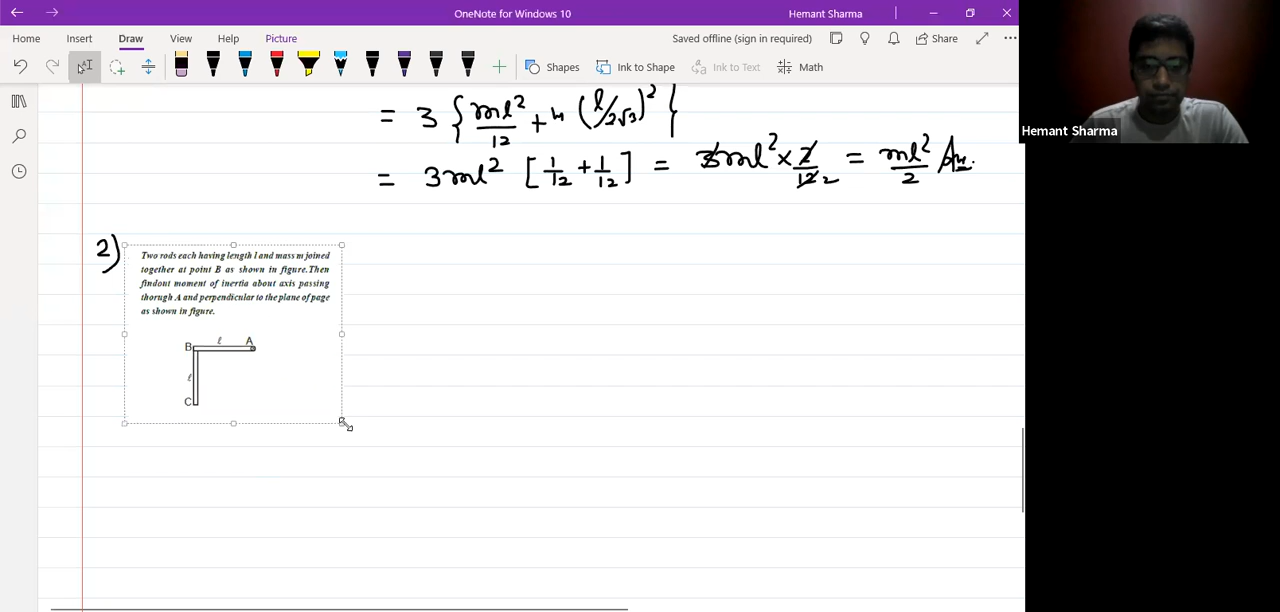 OneNote for Windows 10
Hemant Sharma
Home Insert Draw View Help Picture
Saved offline (sign in required) Share
Shapes Ink to Shape Ink to Text Math
Hemant Sharma
= 3 { ml²/12 + m (l/2√3)² }
= 3ml² [1/12 + 1/12] = 3ml² × 2/12 2 = ml²/2 Ans.
2)
Two rods each having length l and mass m joined
together at point B as shown in figure.Then
findout moment of inertia about axis passing
thorugh A and perpendicular to the plane of page
as shown in figure.
ℓ A
B
ℓ
C